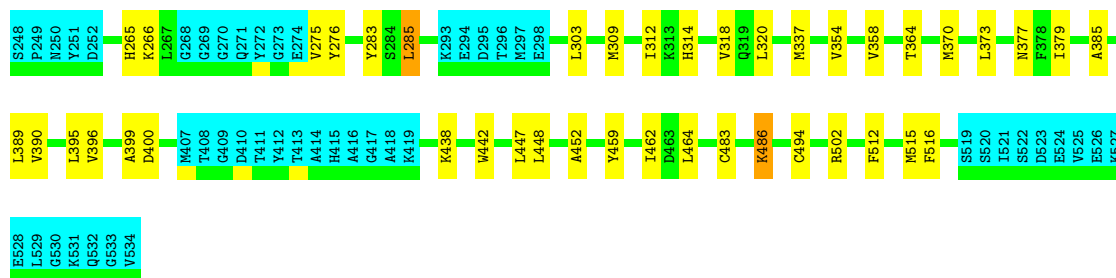 S248 P249 N250 Y251 D252 H265 K266 L267 G268 G269 G270 Q271 Y272 G273 E274 V275 Y276 Y283 S284 L285 K293 E294 D295 T296 M297 E298 L303 M309 I312 K313 H314 V318 Q319 L320 M337 V354 V358 T364 M370 L373 N377 F378 I379 A385
L389 V390 L395 V396 A399 D400 M407 T408 G409 D410 T411 Y412 T413 A414 H415 A416 G417 A418 K419 K438 W442 L447 L448 A452 Y459 I462 D463 L464 C483 K486 C494 R502 F512 M515 F516 S519 S520 I521 S522 D523 E524 V525 E526 K527
E528 L529 G530 K531 Q532 G533 V534